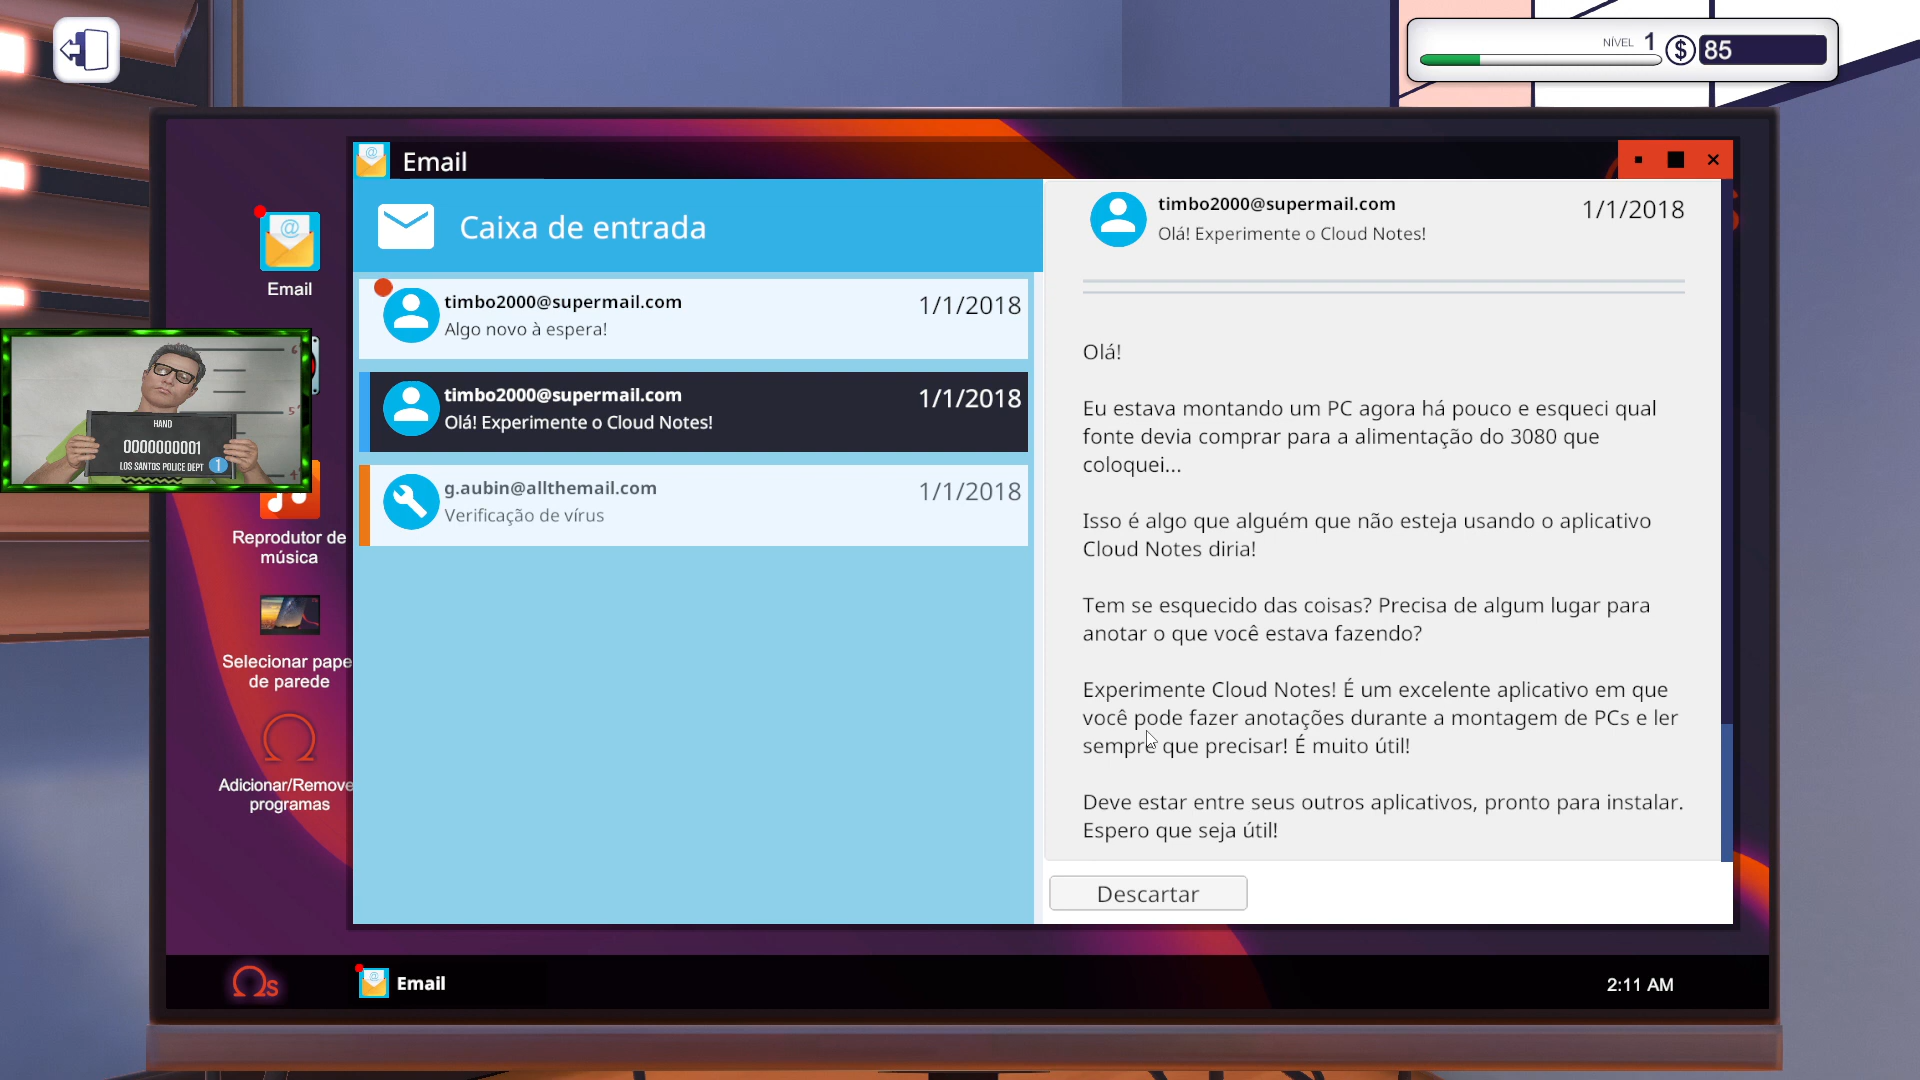 NÍVEL 1
$ 85
Email
Caixa de entrada
timbo2000@supermail.com
1/1/2018
Algo novo à espera!
timbo2000@supermail.com
1/1/2018
Olá! Experimente o Cloud Notes!
g.aubin@allthemail.com
1/1/2018
Verificação de vírus
timbo2000@supermail.com
1/1/2018
Olá! Experimente o Cloud Notes!
Olá!
Eu estava montando um PC agora há pouco e esqueci qual
fonte devia comprar para a alimentação do 3080 que
coloquei...
Isso é algo que alguém que não esteja usando o aplicativo
Cloud Notes diria!
Tem se esquecido das coisas? Precisa de algum lugar para
anotar o que você estava fazendo?
Experimente Cloud Notes! É um excelente aplicativo em que
você pode fazer anotações durante a montagem de PCs e ler
sempre que precisar! É muito útil!
Deve estar entre seus outros aplicativos, pronto para instalar.
Espero que seja útil!
Descartar
Email
HAND
0000000001
LOS SANTOS POLICE DEPT
1
Reprodutor de
música
Selecionar pape
de parede
Adicionar/Remove
programas
Ωs
Email
2:11 AM